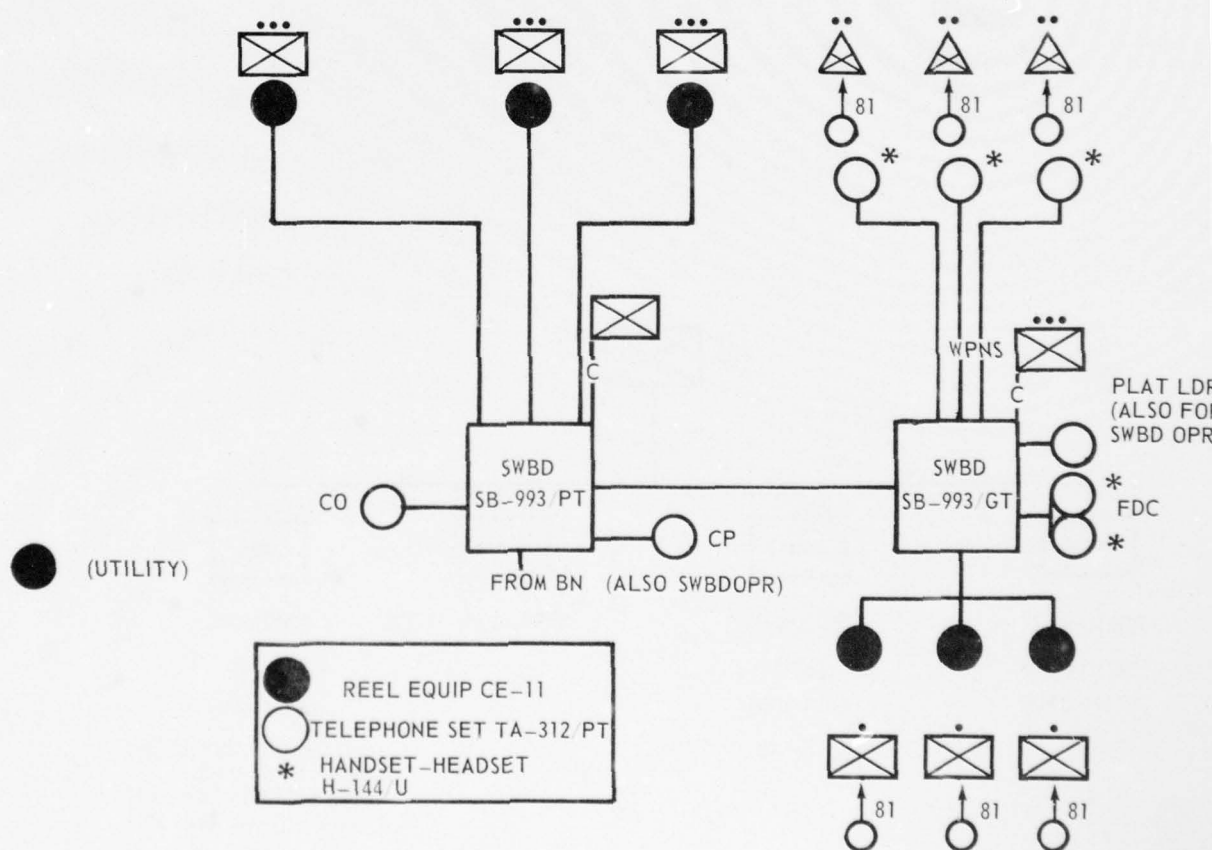 81 81 81
* * *
WPNS
C
C
PLAT LDR
(ALSO FOR
SWBD OPR
SWBD
SB-993/PT
SWBD
SB-993/GT
CO
*
FDC
*
CP
(UTILITY)
FROM BN (ALSO SWBDOPR)
REEL EQUIP CE-11
TELEPHONE SET TA-312/PT
* HANDSET-HEADSET
H-144/U
81 81 81